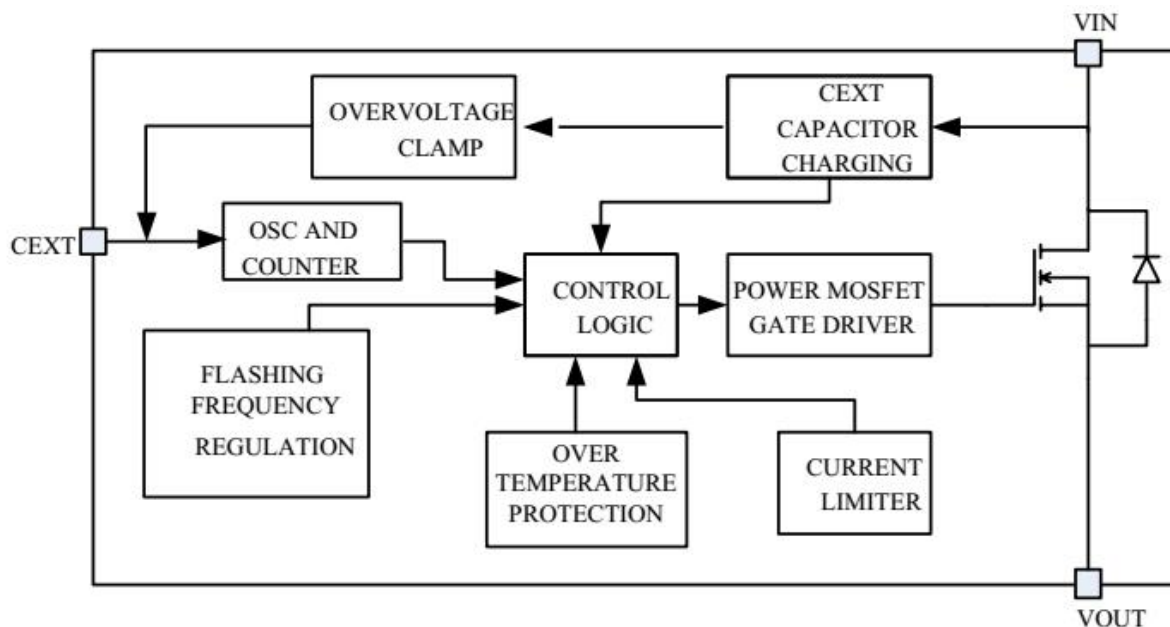 VIN
OVERVOLTAGE
CLAMP
CEXT
CAPACITOR
CHARGING
CEXT
OSC AND
COUNTER
CONTROL
LOGIC
POWER MOSFET
GATE DRIVER
FLASHING
FREQUENCY
REGULATION
OVER
TEMPERATURE
PROTECTION
CURRENT
LIMITER
VOUT